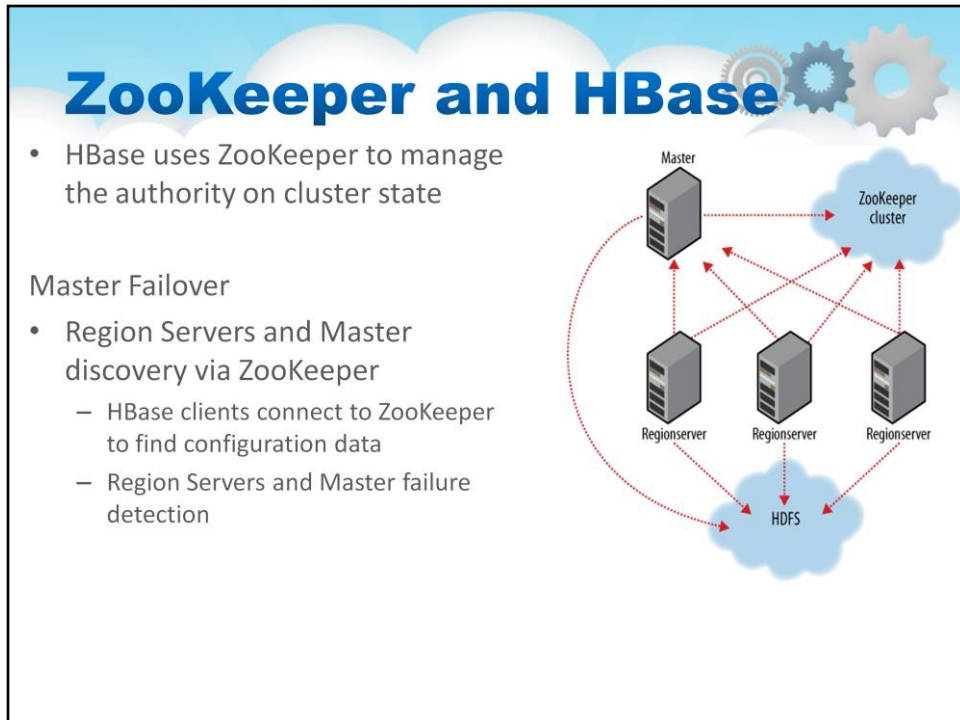 ZooKeeper and HBase
• HBase uses ZooKeeper to manage
the authority on cluster state
Master Failover
• Region Servers and Master
discovery via ZooKeeper
– HBase clients connect to ZooKeeper
to find configuration data
– Region Servers and Master failure
detection
Master
ZooKeeper
cluster
Regionserver
Regionserver
Regionserver
HDFS